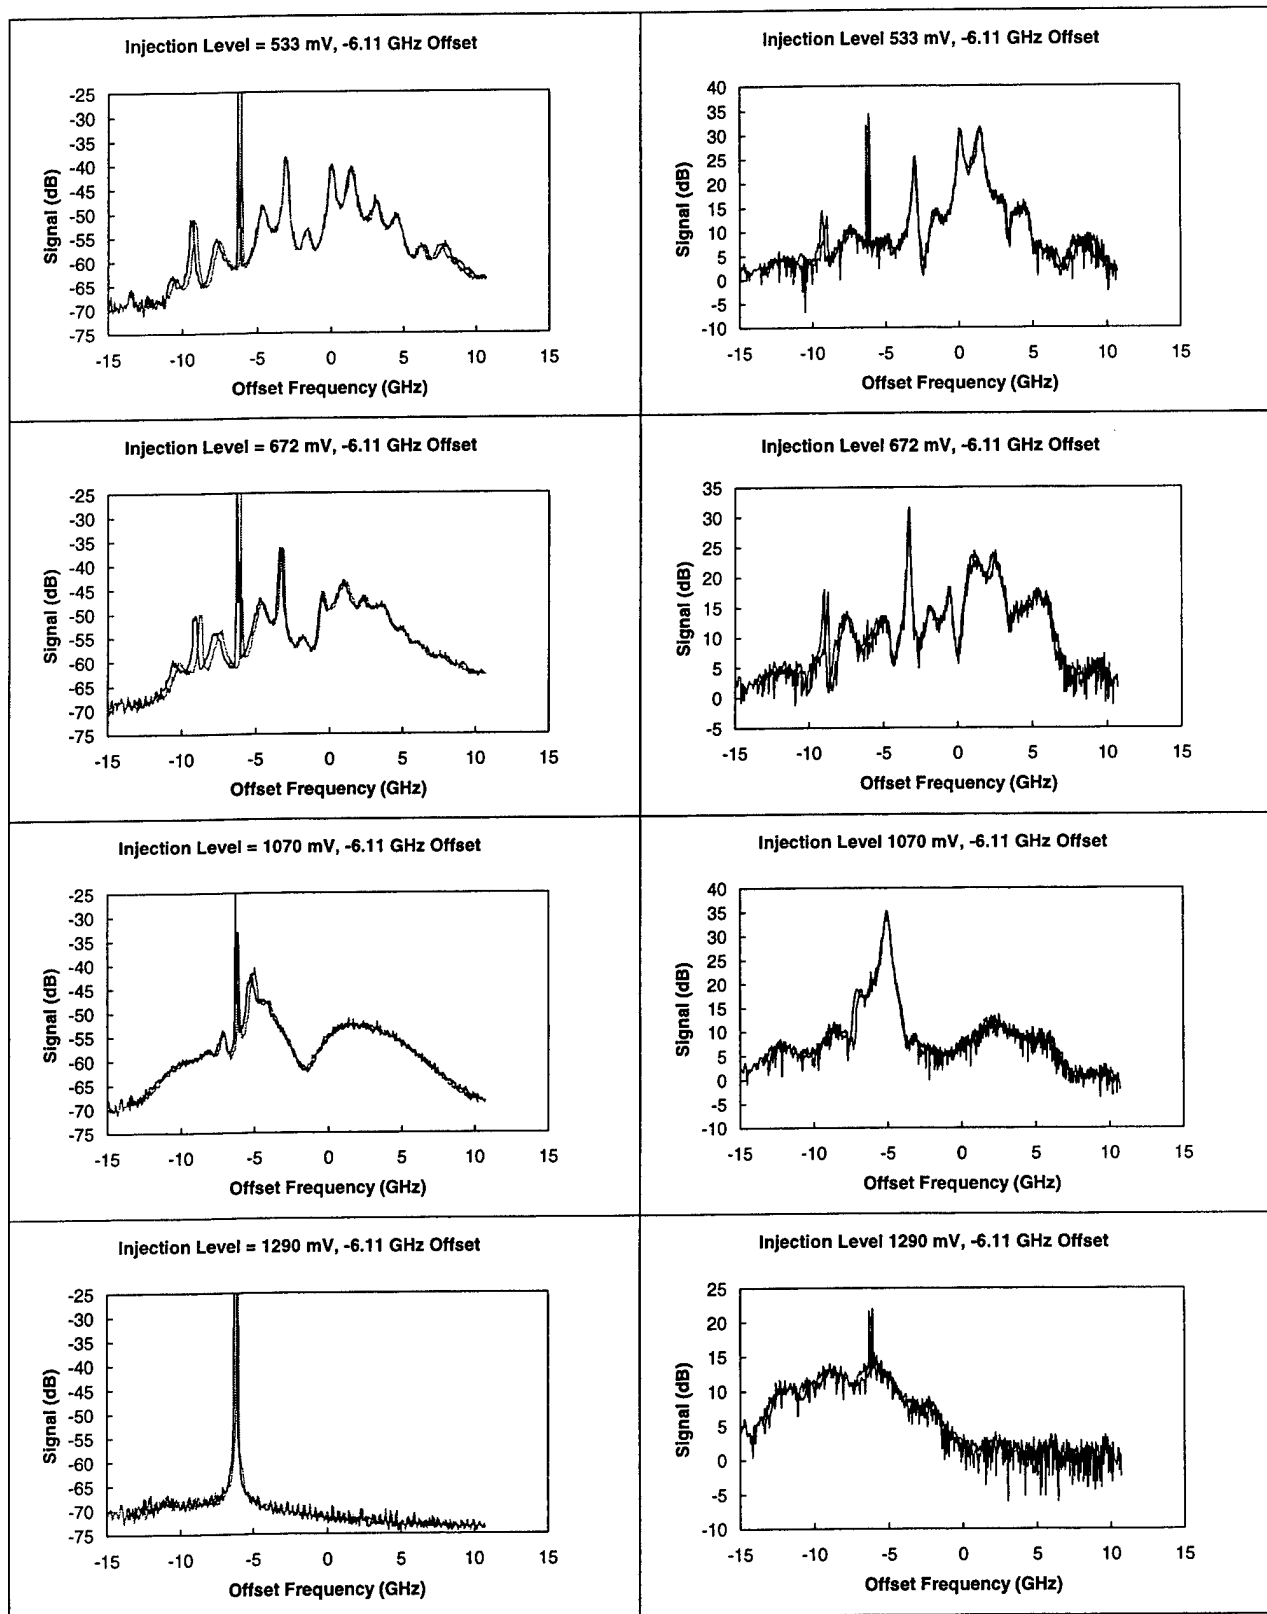 Injection Level = 533 mV, -6.11 GHz Offset
-25
-30
-35
-40
-45
-50
-55
-60
-65
-70
-75
Signal (dB)
-15 -10 -5 0 5 10 15
Offset Frequency (GHz)
Injection Level 533 mV, -6.11 GHz Offset
40
35
30
25
20
15
10
5
0
-5
-10
Signal (dB)
-15 -10 -5 0 5 10 15
Offset Frequency (GHz)
Injection Level = 672 mV, -6.11 GHz Offset
-25
-30
-35
-40
-45
-50
-55
-60
-65
-70
-75
Signal (dB)
-15 -10 -5 0 5 10 15
Offset Frequency (GHz)
Injection Level 672 mV, -6.11 GHz Offset
35
30
25
20
15
10
5
0
-5
Signal (dB)
-15 -10 -5 0 5 10 15
Offset Frequency (GHz)
Injection Level = 1070 mV, -6.11 GHz Offset
-25
-30
-35
-40
-45
-50
-55
-60
-65
-70
-75
Signal (dB)
-15 -10 -5 0 5 10 15
Offset Frequency (GHz)
Injection Level 1070 mV, -6.11 GHz Offset
40
35
30
25
20
15
10
5
0
-5
-10
Signal (dB)
-15 -10 -5 0 5 10 15
Offset Frequency (GHz)
Injection Level = 1290 mV, -6.11 GHz Offset
-25
-30
-35
-40
-45
-50
-55
-60
-65
-70
-75
Signal (dB)
-15 -10 -5 0 5 10 15
Offset Frequency (GHz)
Injection Level 1290 mV, -6.11 GHz Offset
25
20
15
10
5
0
-5
-10
Signal (dB)
-15 -10 -5 0 5 10 15
Offset Frequency (GHz)